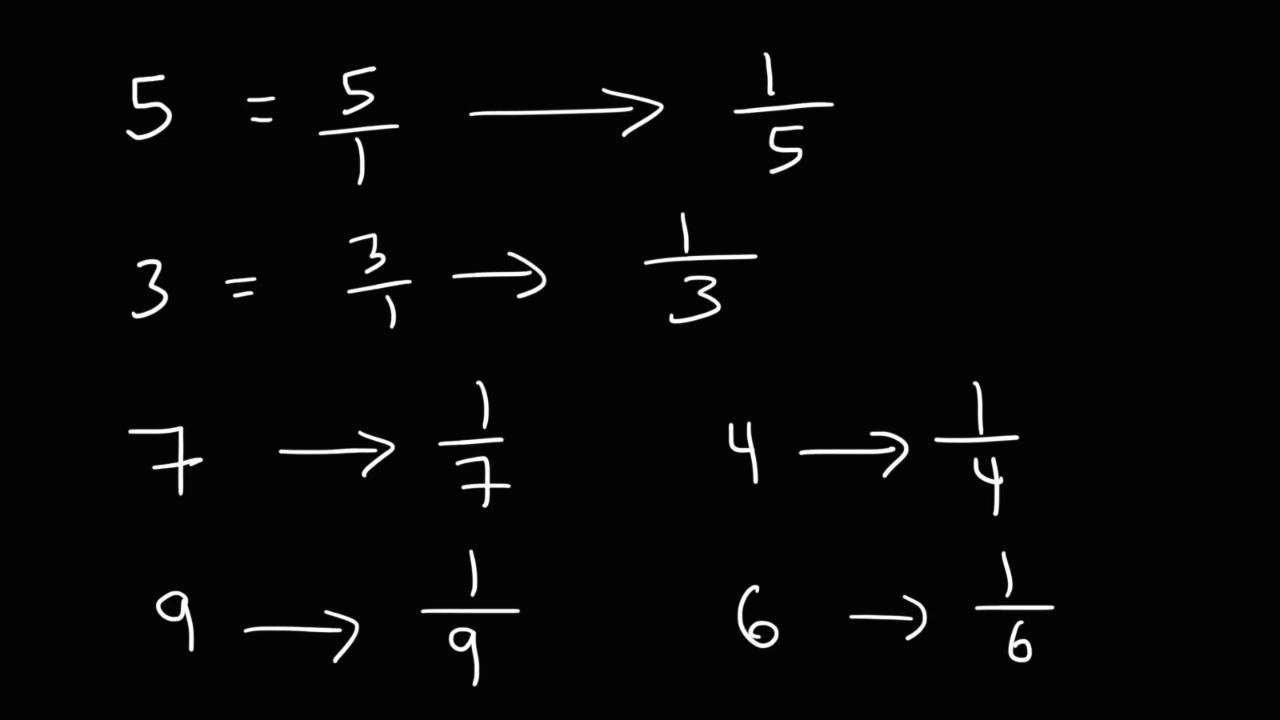 5 = 5/1 → 1/5
3 = 3/1 → 1/3
7 → 1/7 4 → 1/4
9 → 1/9 6 → 1/6